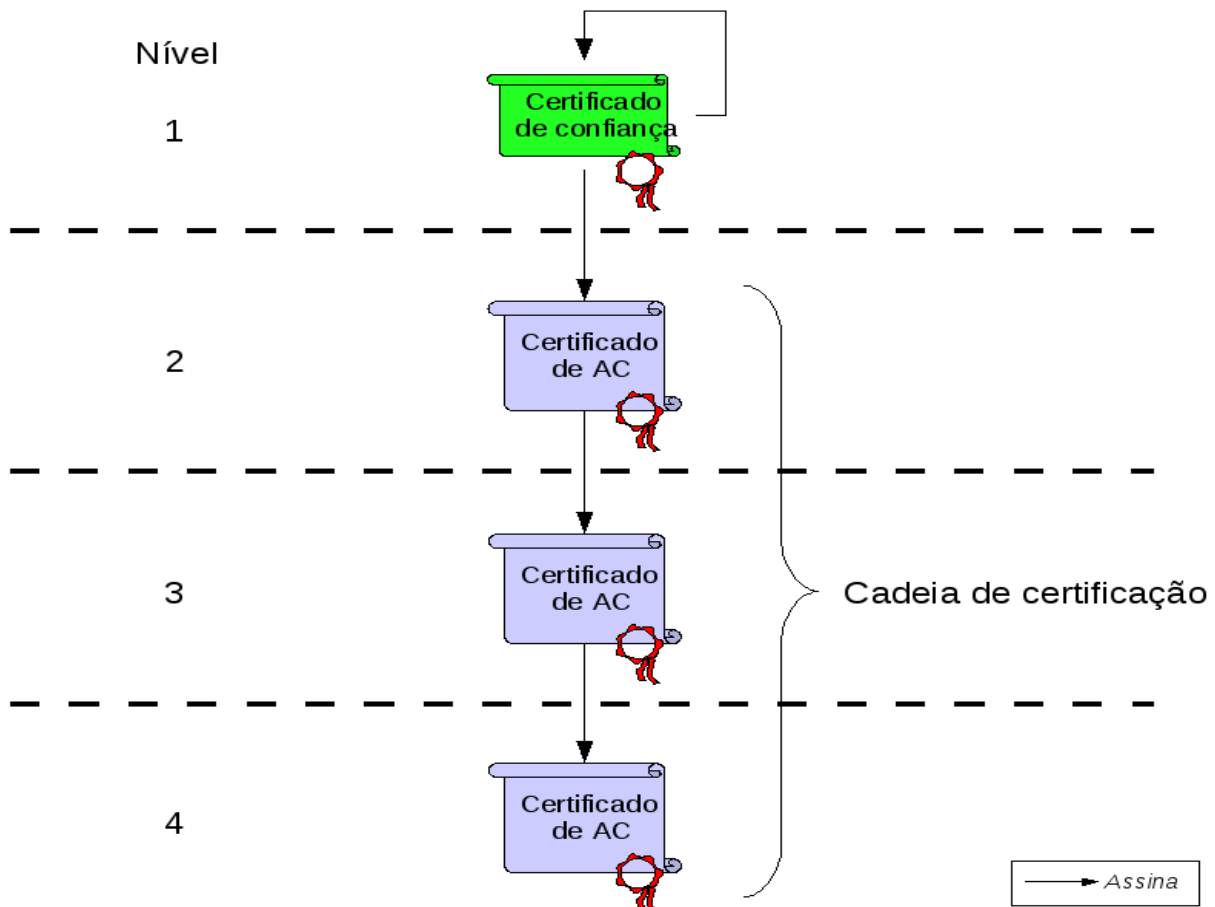 Nível
Certificado
de confiança
1
Certificado
de AC
2
Certificado
de AC
3
Cadeia de certificação
Certificado
de AC
4
Assina